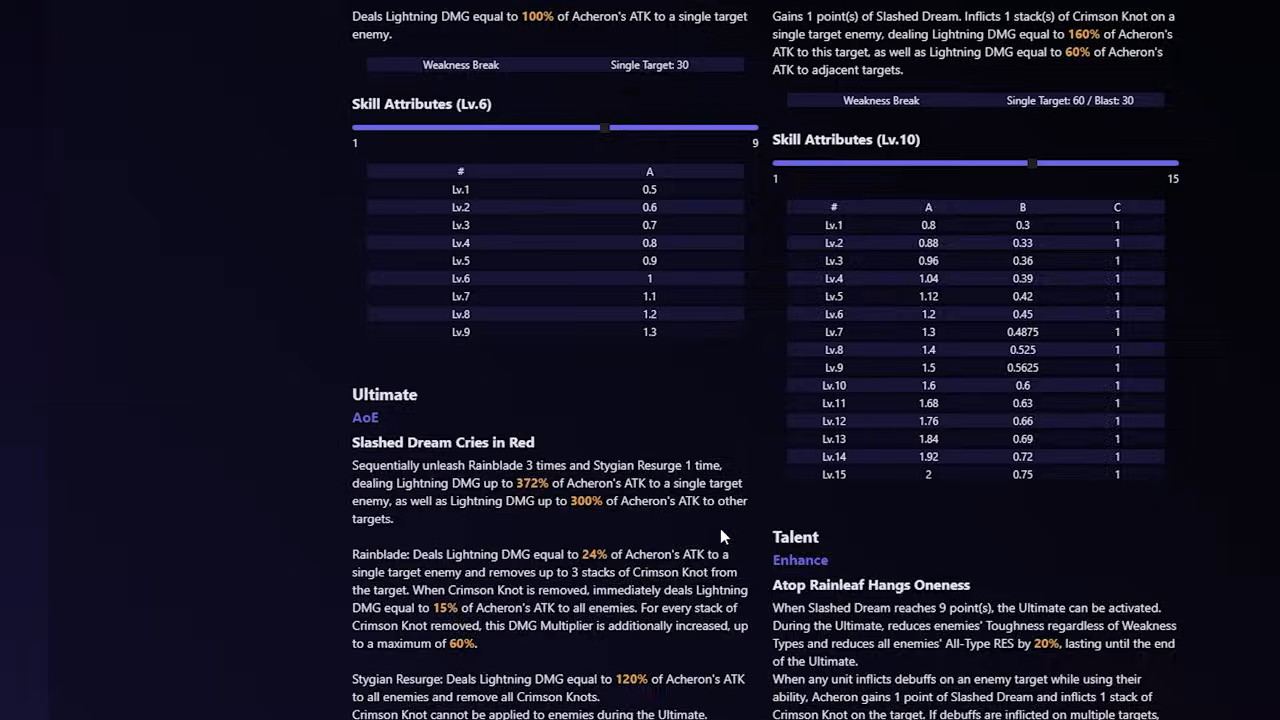 Deals Lightning DMG equal to 100% of Acheron's ATK to a single target
enemy.
Weakness Break Single Target: 30
Skill Attributes (Lv.6)
1 9
# A
Lv.1 0.5
Lv.2 0.6
Lv.3 0.7
Lv.4 0.8
Lv.5 0.9
Lv.6 1
Lv.7 1.1
Lv.8 1.2
Lv.9 1.3
Ultimate
AoE
Slashed Dream Cries in Red
Sequentially unleash Rainblade 3 times and Stygian Resurge 1 time,
dealing Lightning DMG up to 372% of Acheron's ATK to a single target
enemy, as well as Lightning DMG up to 300% of Acheron's ATK to other
targets.
Rainblade: Deals Lightning DMG equal to 24% of Acheron's ATK to a
single target enemy and removes up to 3 stacks of Crimson Knot from
the target. When Crimson Knot is removed, immediately deals Lightning
DMG equal to 15% of Acheron's ATK to all enemies. For every stack of
Crimson Knot removed, this DMG Multiplier is additionally increased, up
to a maximum of 60%.
Stygian Resurge: Deals Lightning DMG equal to 120% of Acheron's ATK
to all enemies and remove all Crimson Knots.
Crimson Knot cannot be applied to enemies during the Ultimate.
Gains 1 point(s) of Slashed Dream. Inflicts 1 stack(s) of Crimson Knot on a
single target enemy, dealing Lightning DMG equal to 160% of Acheron's
ATK to this target, as well as Lightning DMG equal to 60% of Acheron's
ATK to adjacent targets.
Weakness Break Single Target: 60 / Blast: 30
Skill Attributes (Lv.10)
1 15
# A B C
Lv.1 0.8 0.3 1
Lv.2 0.88 0.33 1
Lv.3 0.96 0.36 1
Lv.4 1.04 0.39 1
Lv.5 1.12 0.42 1
Lv.6 1.2 0.45 1
Lv.7 1.3 0.4875 1
Lv.8 1.4 0.525 1
Lv.9 1.5 0.5625 1
Lv.10 1.6 0.6 1
Lv.11 1.68 0.63 1
Lv.12 1.76 0.66 1
Lv.13 1.84 0.69 1
Lv.14 1.92 0.72 1
Lv.15 2 0.75 1
Talent
Enhance
Atop Rainleaf Hangs Oneness
When Slashed Dream reaches 9 point(s), the Ultimate can be activated.
During the Ultimate, reduces enemies' Toughness regardless of Weakness
Types and reduces all enemies' All-Type RES by 20%, lasting until the end
of the Ultimate.
When any unit inflicts debuffs on an enemy target while using their
ability, Acheron gains 1 point of Slashed Dream and inflicts 1 stack of
Crimson Knot on the target. If debuffs are inflicted on multiple targets,